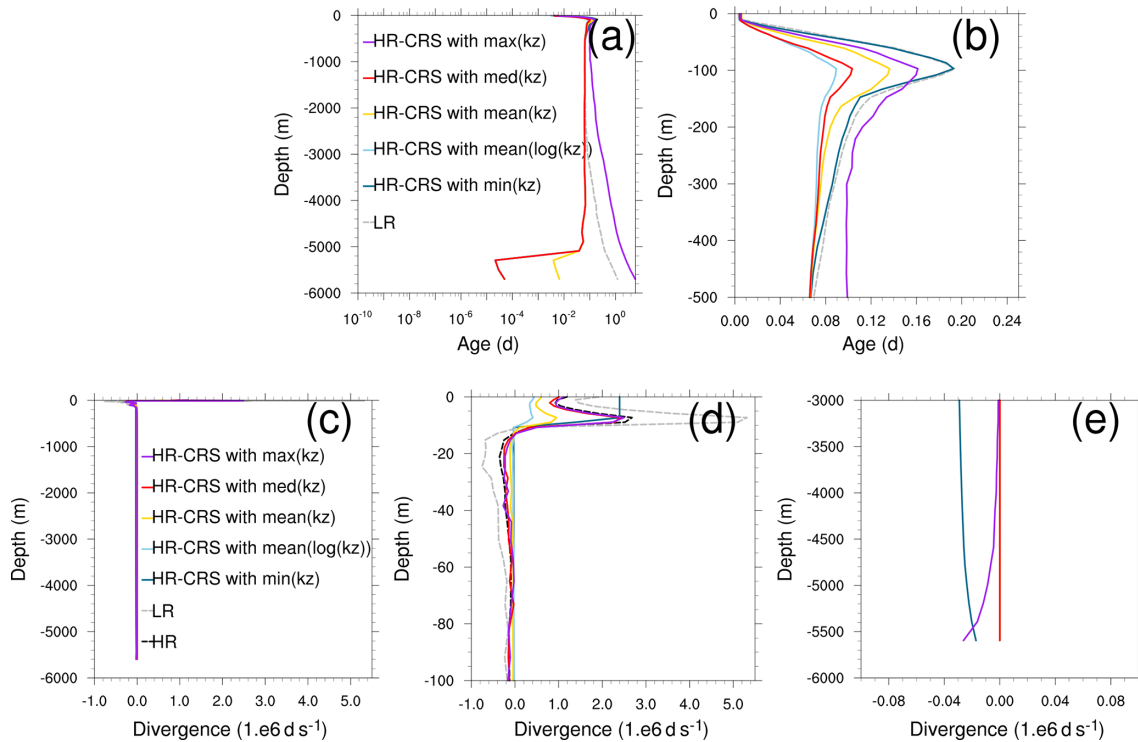 (a)
0
-1000
-2000
-3000
-4000
-5000
-6000
Depth (m)
HR-CRS with max(kz)
HR-CRS with med(kz)
HR-CRS with mean(kz)
HR-CRS with mean(log(kz))
HR-CRS with min(kz)
LR
10⁻¹⁰ 10⁻⁸ 10⁻⁶ 10⁻⁴ 10⁻² 10⁰
Age (d)
(b)
0
-100
-200
-300
-400
-500
Depth (m)
0.00 0.04 0.08 0.12 0.16 0.20 0.24
Age (d)
(c)
0
-1000
-2000
-3000
-4000
-5000
-6000
Depth (m)
HR-CRS with max(kz)
HR-CRS with med(kz)
HR-CRS with mean(kz)
HR-CRS with mean(log(kz))
HR-CRS with min(kz)
LR
HR
-1.0 0.0 1.0 2.0 3.0 4.0 5.0
Divergence (1.e6 d s⁻¹)
(d)
0
-20
-40
-60
-80
-100
Depth (m)
-1.0 0.0 1.0 2.0 3.0 4.0 5.0
Divergence (1.e6 d s⁻¹)
(e)
-3000
-3500
-4000
-4500
-5000
-5500
-6000
Depth (m)
-0.08 -0.04 0.00 0.04 0.08
Divergence (1.e6 d s⁻¹)